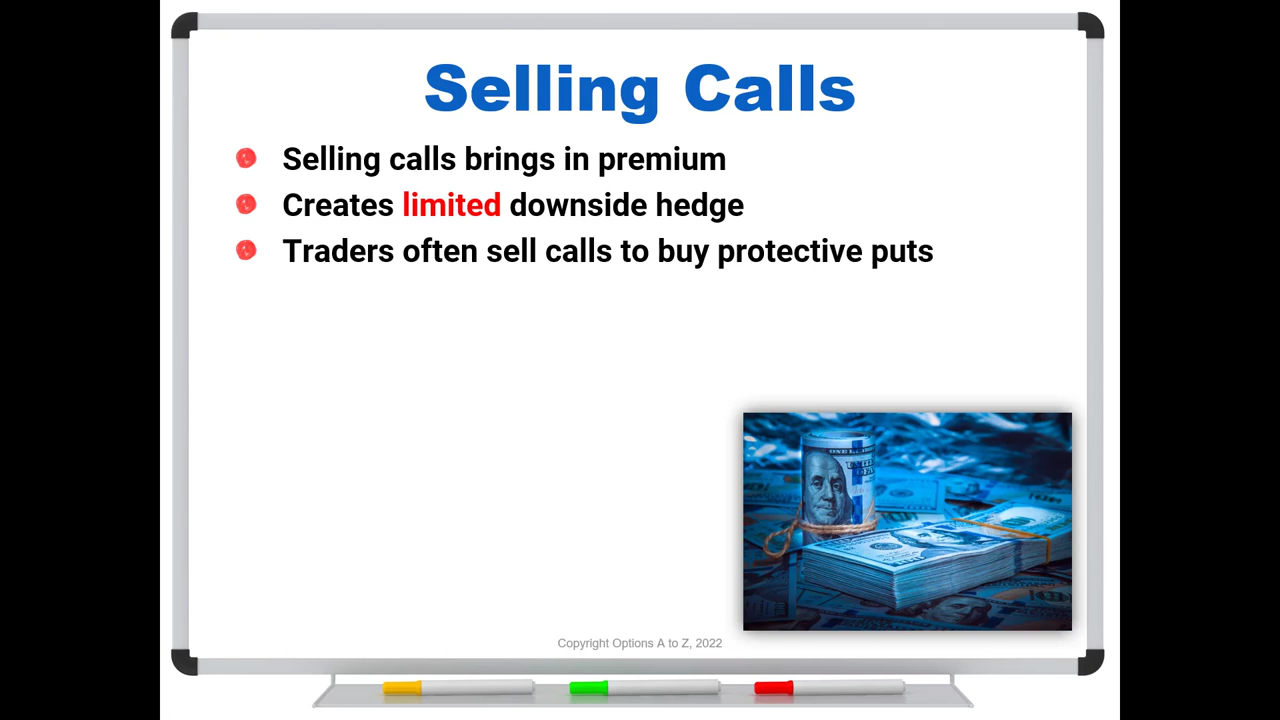 Selling Calls
Selling calls brings in premium
Creates limited downside hedge
Traders often sell calls to buy protective puts
Copyright Options A to Z, 2022